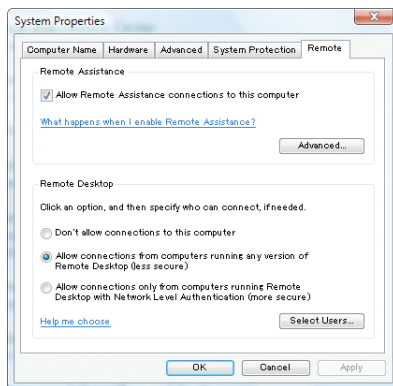 System Properties
Computer Name Hardware Advanced System Protection Remote
Remote Assistance
Allow Remote Assistance connections to this computer
What happens when I enable Remote Assistance?
Advanced...
Remote Desktop
Click an option, and then specify who can connect, if needed.
Don't allow connections to this computer
Allow connections from computers running any version of
Remote Desktop (less secure)
Allow connections only from computers running Remote
Desktop with Network Level Authentication (more secure)
Help me choose
Select Users...
OK Cancel Apply